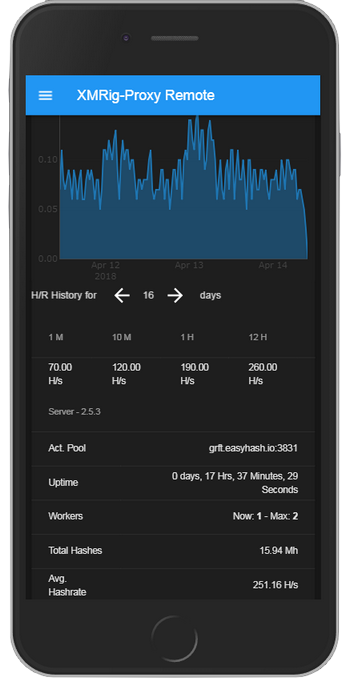 XMRig-Proxy Remote
0.10
0.05
0.00
Apr 12 Apr 13 Apr 14
2018
H/R History for 16 days
1 M 10 M 1 H 12 H
70.00 120.00 190.00 260.00
H/s H/s H/s H/s
Server - 2.5.3
Act. Pool grft.easyhash.io:3831
Uptime 0 days, 17 Hrs, 37 Minutes, 29
Seconds
Workers Now: 1 - Max: 2
Total Hashes 15.94 Mh
Avg.
Hashrate 251.16 H/s